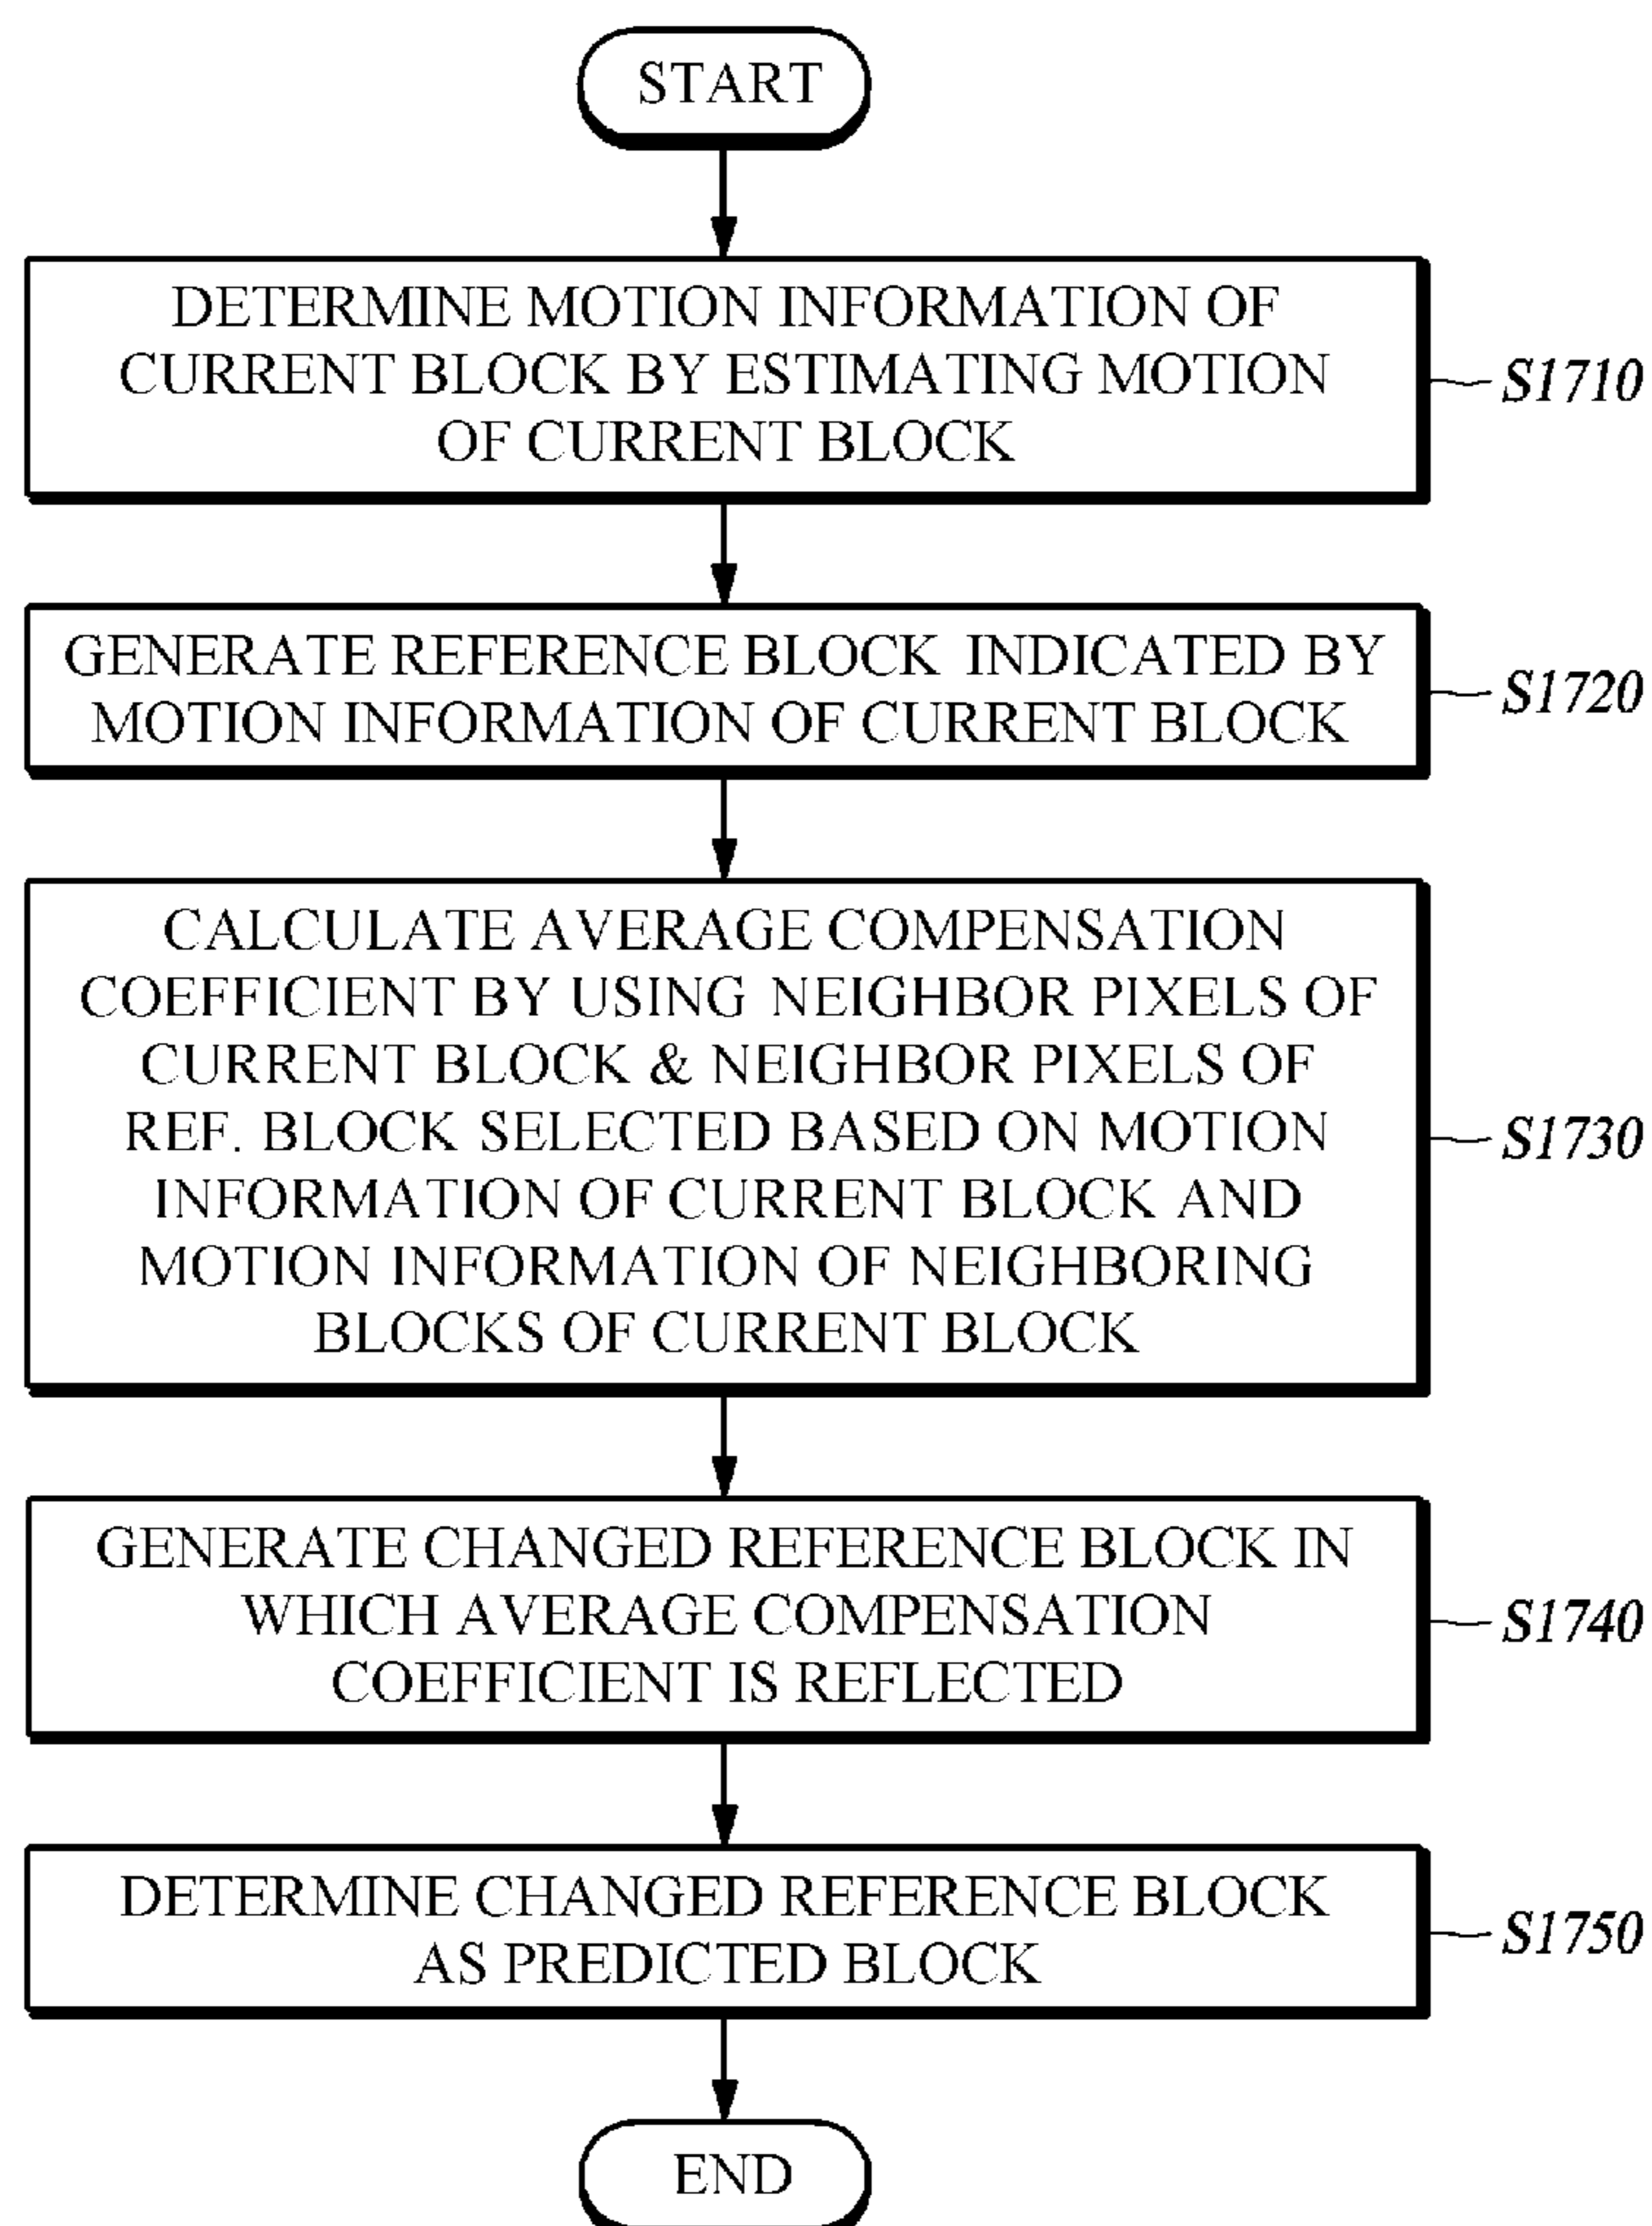 START
DETERMINE MOTION INFORMATION OF
CURRENT BLOCK BY ESTIMATING MOTION
OF CURRENT BLOCK
S1710
GENERATE REFERENCE BLOCK INDICATED BY
MOTION INFORMATION OF CURRENT BLOCK
S1720
CALCULATE AVERAGE COMPENSATION
COEFFICIENT BY USING NEIGHBOR PIXELS OF
CURRENT BLOCK & NEIGHBOR PIXELS OF
REF. BLOCK SELECTED BASED ON MOTION
INFORMATION OF CURRENT BLOCK AND
MOTION INFORMATION OF NEIGHBORING
BLOCKS OF CURRENT BLOCK
S1730
GENERATE CHANGED REFERENCE BLOCK IN
WHICH AVERAGE COMPENSATION
COEFFICIENT IS REFLECTED
S1740
DETERMINE CHANGED REFERENCE BLOCK
AS PREDICTED BLOCK
S1750
END